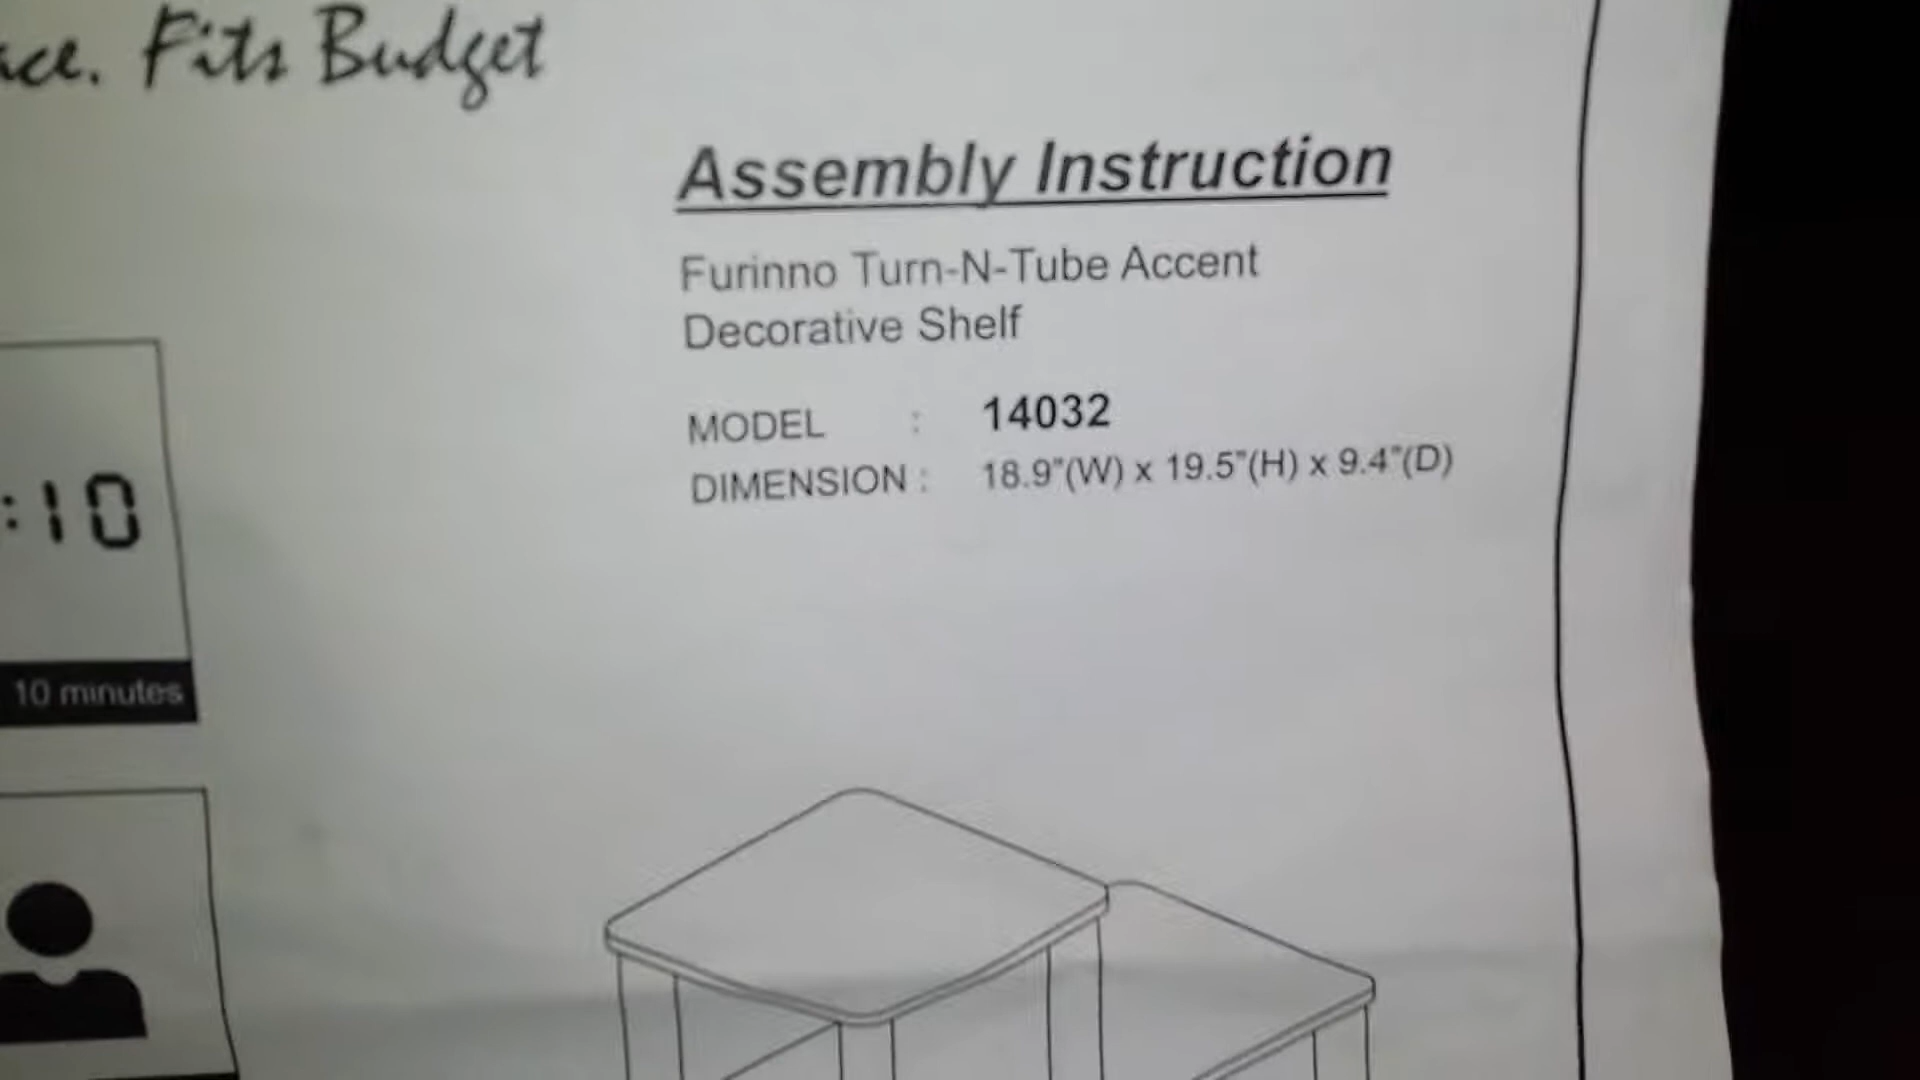 Fits Budget
Assembly Instruction
Furinno Turn-N-Tube Accent
Decorative Shelf
MODEL : 14032
DIMENSION : 18.9"(W) x 19.5"(H) x 9.4"(D)
:10
10 minutes